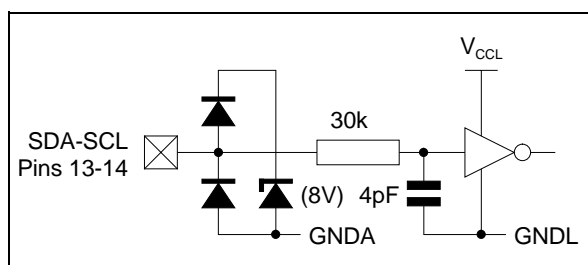 V_CCL
SDA-SCL
Pins 13-14
30k
(8V)
4pF
GNDA
GNDL